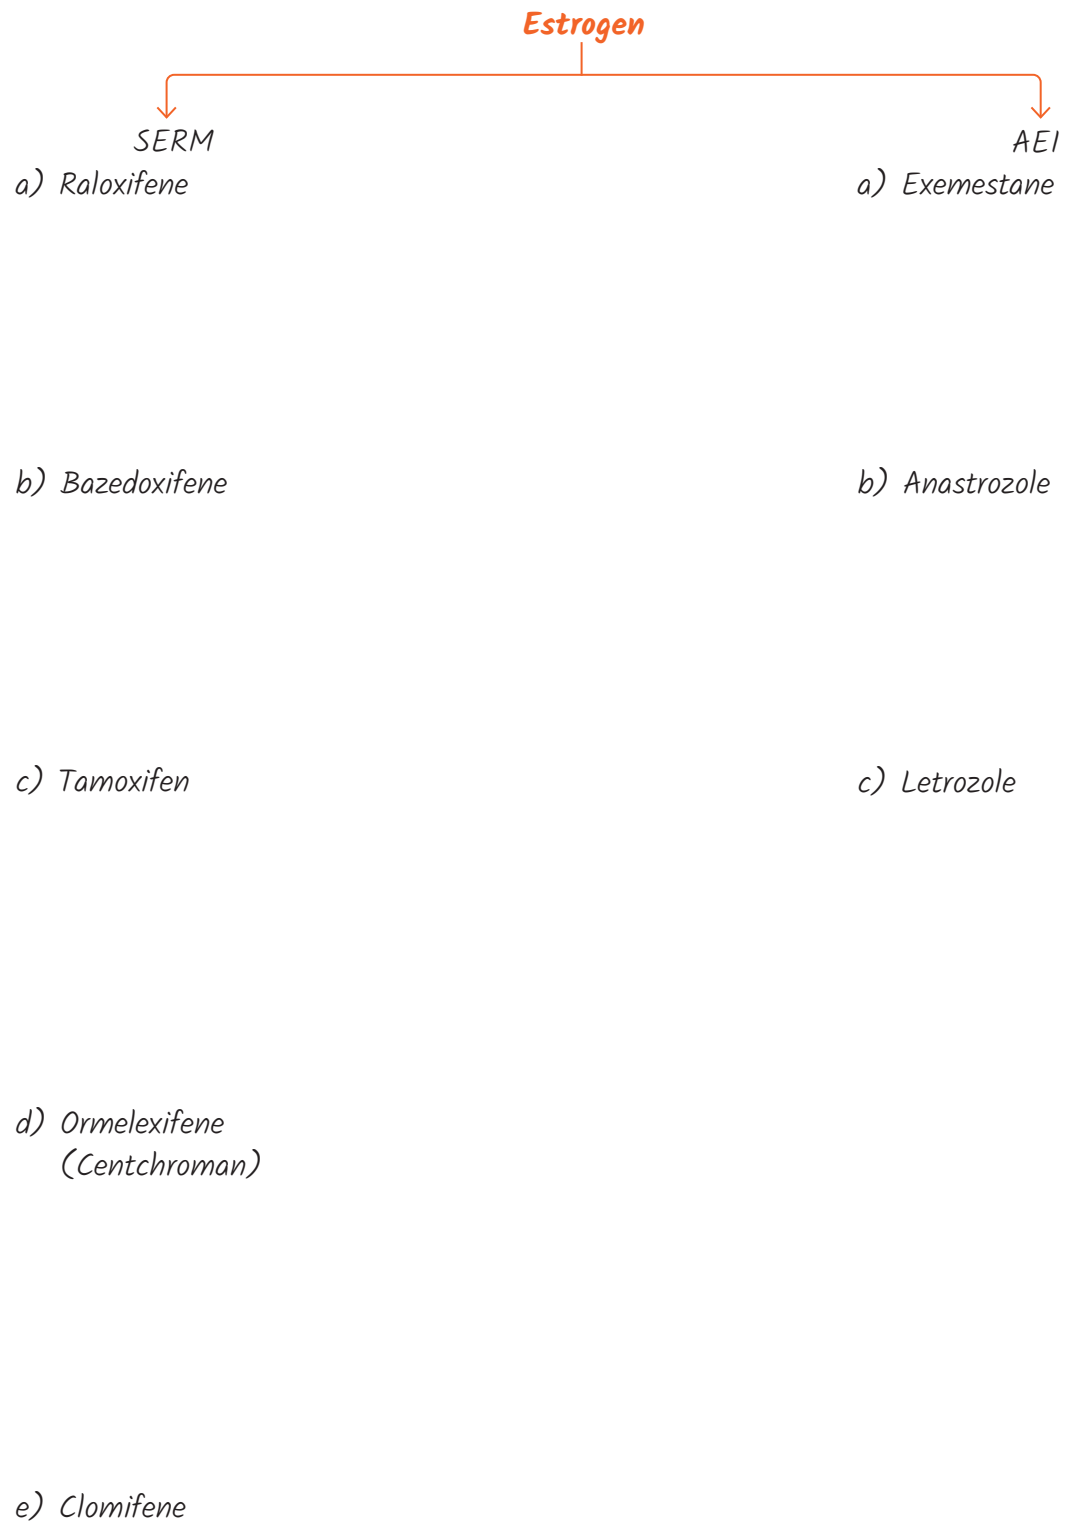 Estrogen
SERM
a) Raloxifene
b) Bazedoxifene
c) Tamoxifen
d) Ormelexifene
(Centchroman)
e) Clomifene
AEI
a) Exemestane
b) Anastrozole
c) Letrozole